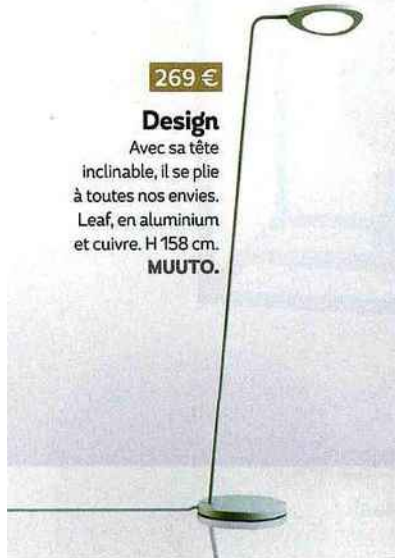 269 €
Design
Avec sa tête
inclinable, il se plie
à toutes nos envies.
Leaf, en aluminium
et cuivre. H 158 cm.
MUUTO.